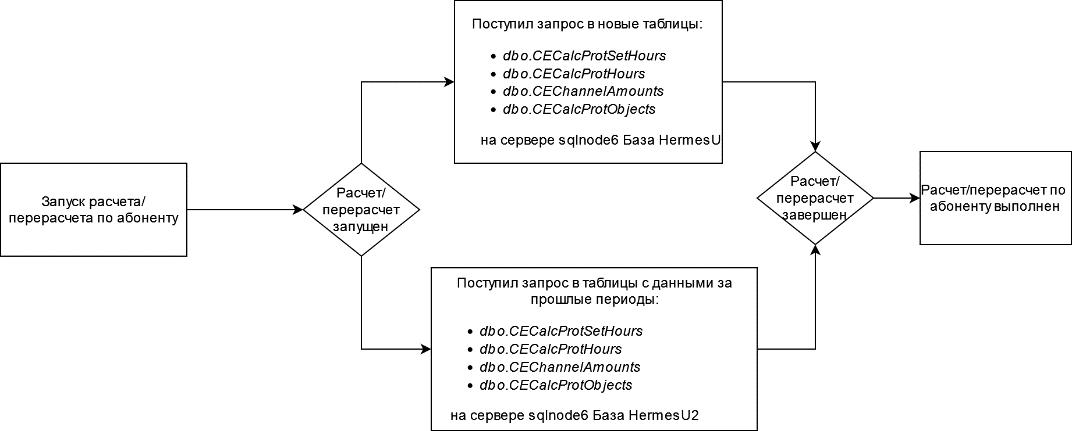 Запуск расчета/
перерасчета по абоненту
Расчет/
перерасчет
запущен
Поступил запрос в новые таблицы:
• dbo.CECalcProtSetHours
• dbo.CECalcProtHours
• dbo.CEChannelAmounts
• dbo.CECalcProtObjects
на сервере sqlnode6 База HermesU
Поступил запрос в таблицы с данными за
прошлые периоды:
• dbo.CECalcProtSetHours
• dbo.CECalcProtHours
• dbo.CEChannelAmounts
• dbo.CECalcProtObjects
на сервере sqlnode6 База HermesU2
Расчет/
перерасчет
завершен
Расчет/перерасчет по
абоненту выполнен